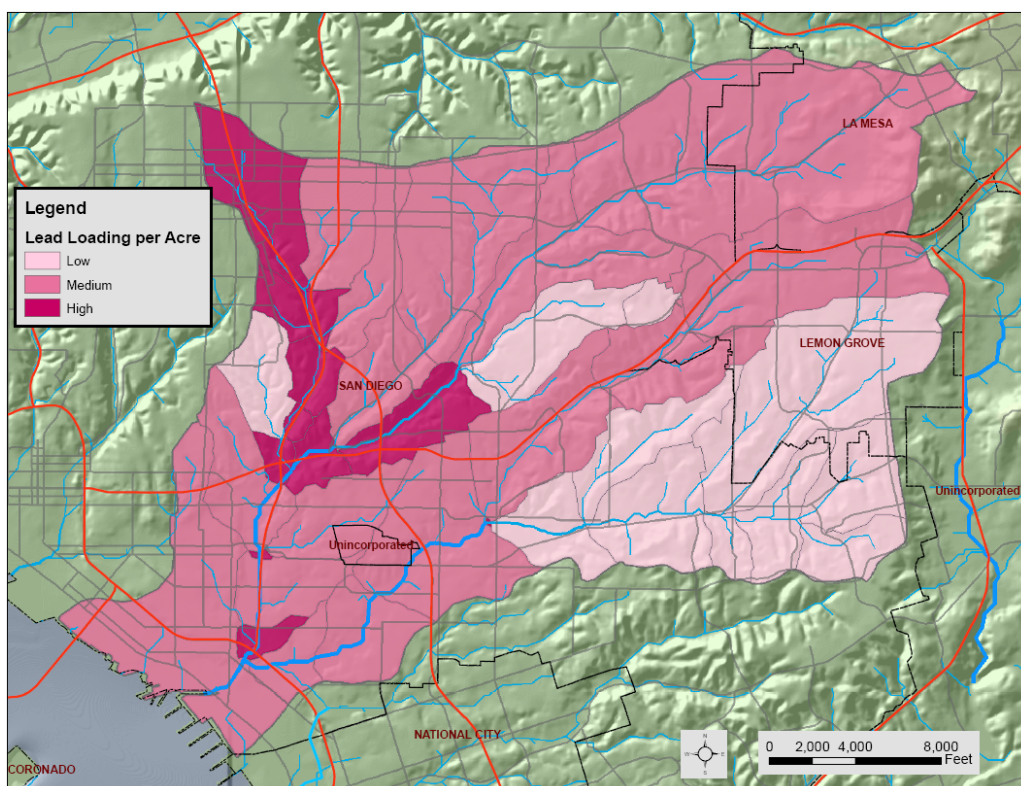 LA MESA
Legend
Lead Loading per Acre
Low
Medium
High
LEMON GROVE
SAN DIEGO
Unincorporated
Unincorporated
NATIONAL CITY
CORONADO
N
W
E
S
0 2,000 4,000 8,000
Feet